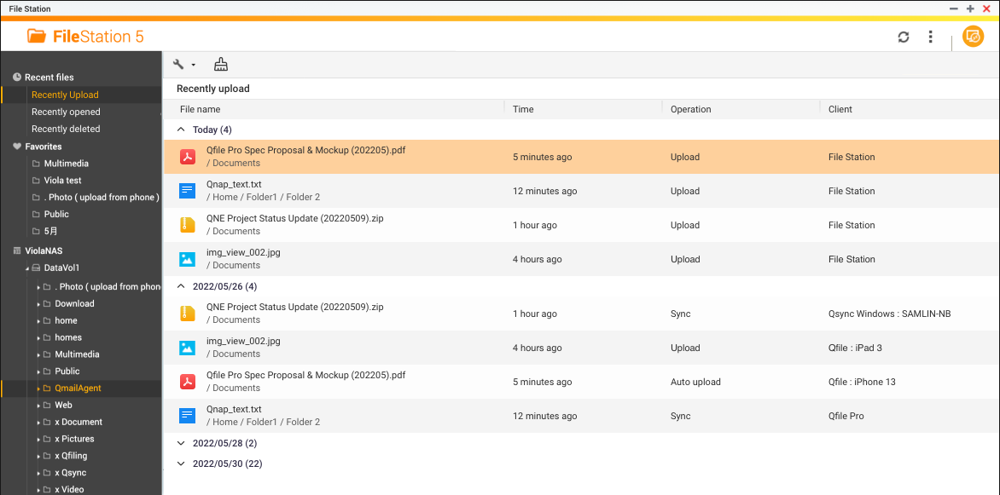 File Station
FileStation 5
Recent files
Recently Upload
Recently opened
Recently deleted
Favorites
Multimedia
Viola test
. Photo ( upload from phone )
Public
5月
ViolaNAS
DataVol1
. Photo ( upload from phon
Download
home
homes
Multimedia
Public
QmailAgent
Web
x Document
x Pictures
x Qfiling
x Qsync
x Video
Recently upload
File name Time Operation Client
Today (4)
Qfile Pro Spec Proposal & Mockup (202205).pdf
/ Documents
5 minutes ago Upload File Station
Qnap_text.txt
/ Home / Folder1 / Folder 2
12 minutes ago Upload File Station
QNE Project Status Update (20220509).zip
/ Documents
1 hour ago Upload File Station
img_view_002.jpg
/ Documents
4 hours ago Upload File Station
2022/05/26 (4)
QNE Project Status Update (20220509).zip
/ Documents
1 hour ago Sync Qsync Windows : SAMLIN-NB
img_view_002.jpg
/ Documents
4 hours ago Upload Qfile : iPad 3
Qfile Pro Spec Proposal & Mockup (202205).pdf
/ Documents
5 minutes ago Auto upload Qfile : iPhone 13
Qnap_text.txt
/ Home / Folder1 / Folder 2
12 minutes ago Sync Qfile Pro
2022/05/28 (2)
2022/05/30 (22)